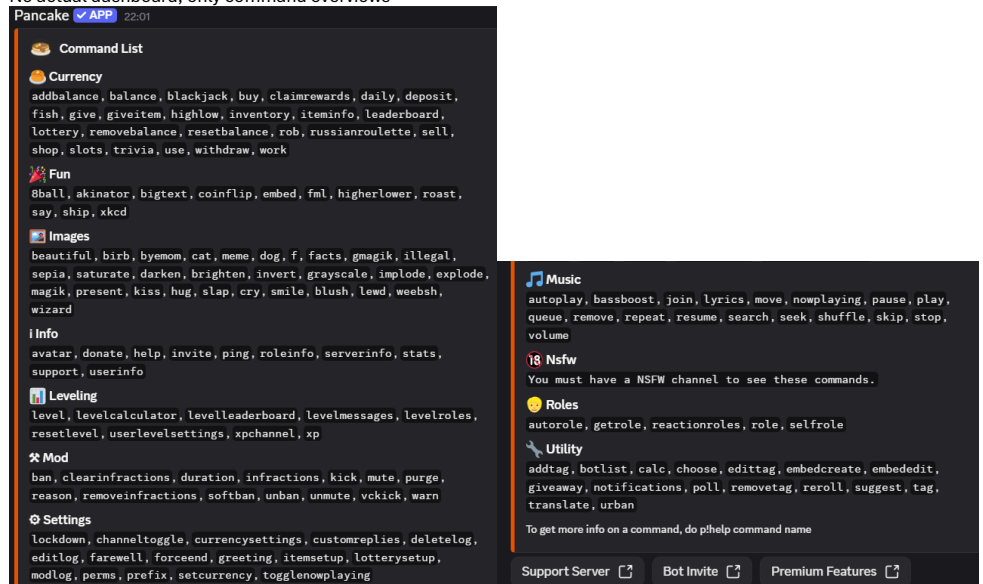 No actual dashboard, only command overviews
Pancake ✓ APP 22:01
Command List
Currency
addbalance, balance, blackjack, buy, claimrewards, daily, deposit,
fish, give, giveitem, highlow, inventory, iteminfo, leaderboard,
lottery, removebalance, resetbalance, rob, russianroulette, sell,
shop, slots, trivia, use, withdraw, work
Fun
8ball, akinator, bigtext, coinflip, embed, fml, higherlower, roast,
say, ship, xkcd
Images
beautiful, birb, byemom, cat, meme, dog, f, facts, gmagik, illegal,
sepia, saturate, darken, brighten, invert, grayscale, implode, explode,
magik, present, kiss, hug, slap, cry, smile, blush, lewd, weebsh,
wizard
i Info
avatar, donate, help, invite, ping, roleinfo, serverinfo, stats,
support, userinfo
Leveling
level, levelcalculator, levelleaderboard, levelmessages, levelroles,
resetlevel, userlevelsettings, xpchannel, xp
Mod
ban, clearinfractions, duration, infractions, kick, mute, purge,
reason, removeinfractions, softban, unban, unmute, vckick, warn
Settings
lockdown, channeltoggle, currencysettings, customreplies, deletelog,
editlog, farewell, forceend, greeting, itemsetup, lotterysetup,
modlog, perms, prefix, setcurrency, togglenowplaying
Music
autoplay, bassboost, join, lyrics, move, nowplaying, pause, play,
queue, remove, repeat, resume, search, seek, shuffle, skip, stop,
volume
18 Nsfw
You must have a NSFW channel to see these commands.
Roles
autorole, getrole, reactionroles, role, selfrole
Utility
addtag, botlist, calc, choose, edittag, embedcreate, embededit,
giveaway, notifications, poll, removetag, reroll, suggest, tag,
translate, urban
To get more info on a command, do p!help command name
Support Server Bot Invite Premium Features